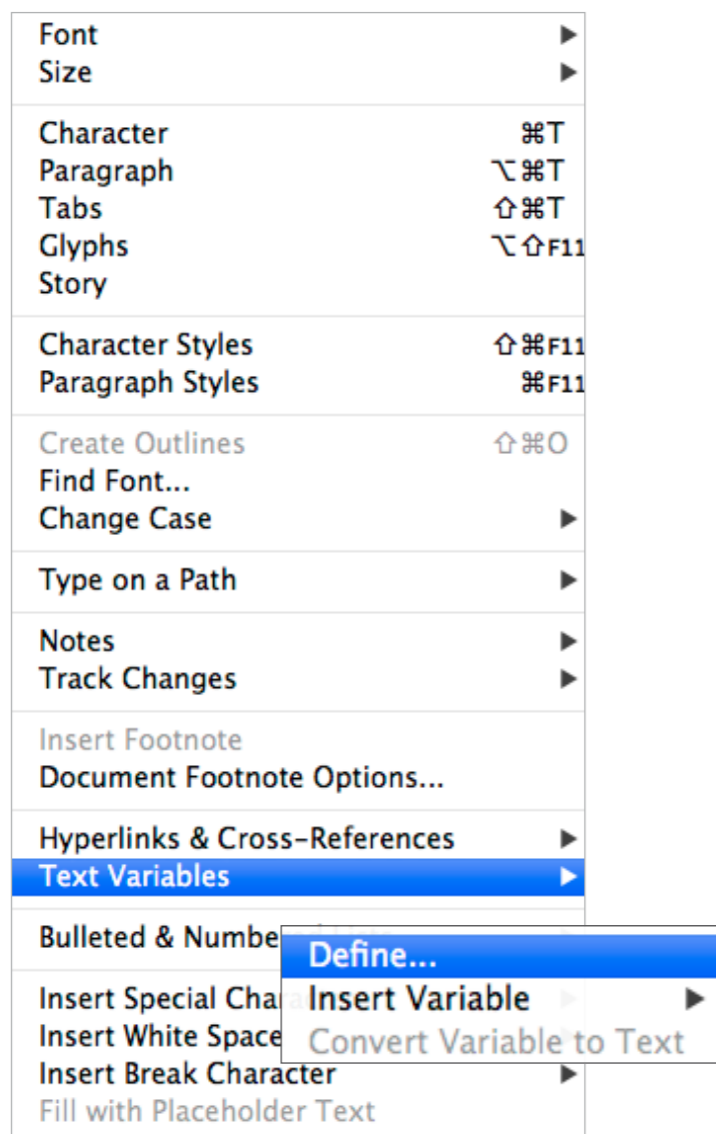 Font ▶
Size ▶
Character ⌘T
Paragraph ⌥⌘T
Tabs ⇧⌘T
Glyphs ⌥⇧F11
Story
Character Styles ⇧⌘F11
Paragraph Styles ⌘F11
Create Outlines ⇧⌘O
Find Font...
Change Case ▶
Type on a Path ▶
Notes ▶
Track Changes ▶
Insert Footnote
Document Footnote Options...
Hyperlinks & Cross-References ▶
Text Variables ▶
Bulleted & Numbe
Define...
Insert Special Char
Insert Variable ▶
Insert White Space
Convert Variable to Text
Insert Break Character ▶
Fill with Placeholder Text